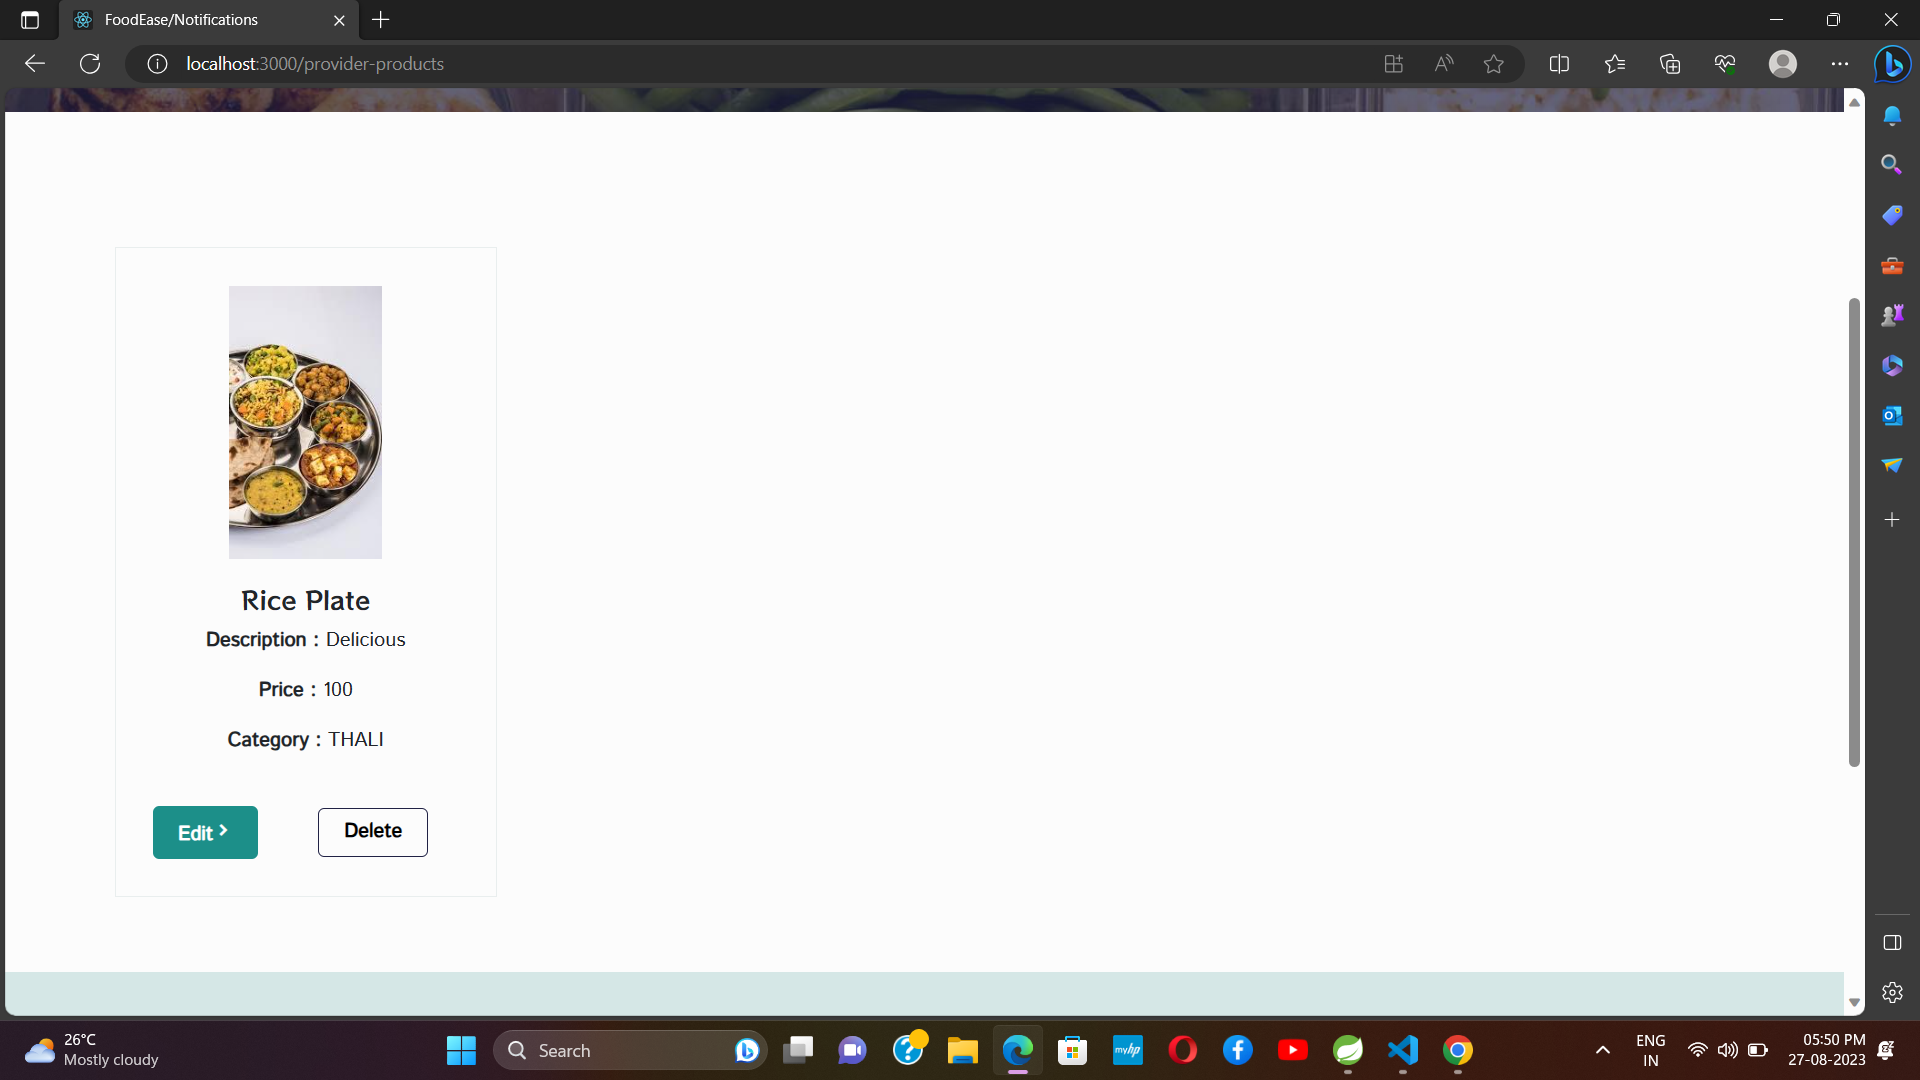 FoodEase/Notifications
localhost:3000/provider-products
Rice Plate
Description : Delicious
Price : 100
Category : THALI
Edit
Delete
26°C
Mostly cloudy
Search
myhp
ENG
IN
05:50 PM
27-08-2023